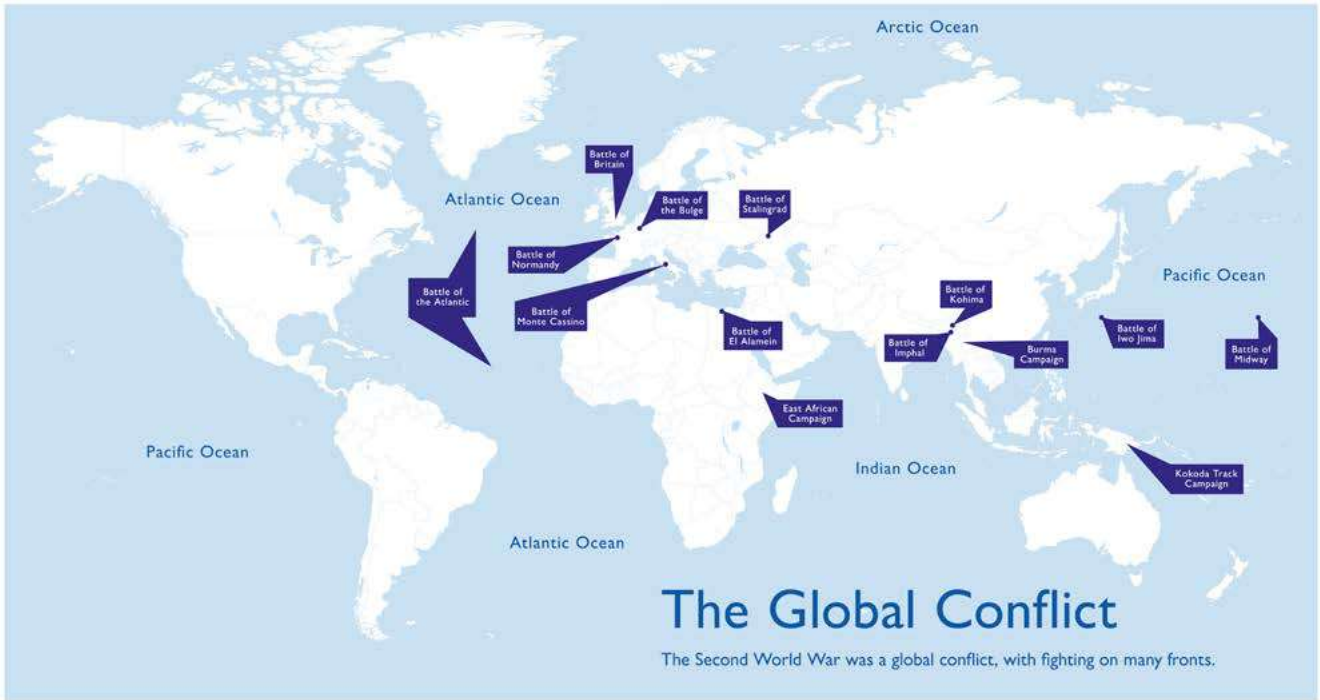 Arctic Ocean
Battle of
Britain
Atlantic Ocean
Battle of
the Bulge
Battle of
Stalingrad
Battle of
Normandy
Battle of
the Atlantic
Battle of
Monte Cassino
Battle of
El Alamein
Battle of
Kohima
Battle of
Imphal
Burma
Campaign
Pacific Ocean
Battle of
Iwo Jima
Battle of
Midway
East African
Campaign
Pacific Ocean
Indian Ocean
Kokoda Track
Campaign
Atlantic Ocean
The Global Conflict
The Second World War was a global conflict, with fighting on many fronts.